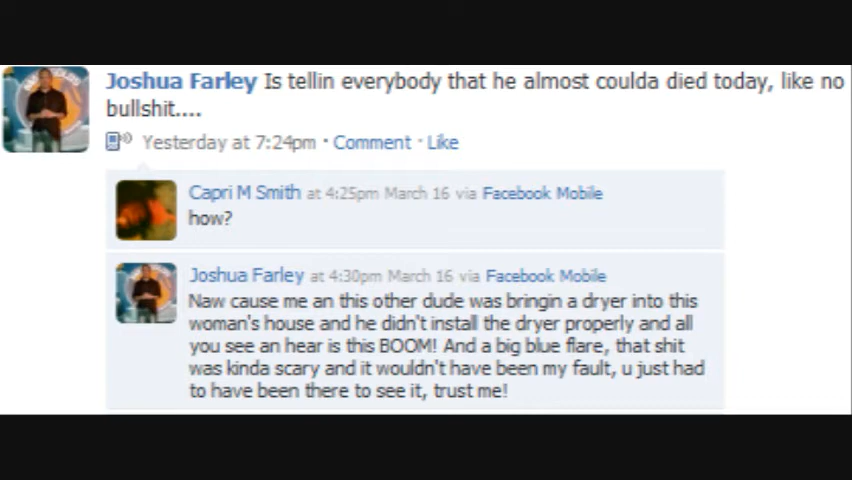 Joshua Farley Is tellin everybody that he almost coulda died today, like no
bullshit....
Yesterday at 7:24pm · Comment · Like
Capri M Smith at 4:25pm March 16 via Facebook Mobile
how?
Joshua Farley at 4:30pm March 16 via Facebook Mobile
Naw cause me an this other dude was bringin a dryer into this
woman's house and he didn't install the dryer properly and all
you see an hear is this BOOM! And a big blue flare, that shit
was kinda scary and it wouldn't have been my fault, u just had
to have been there to see it, trust me!